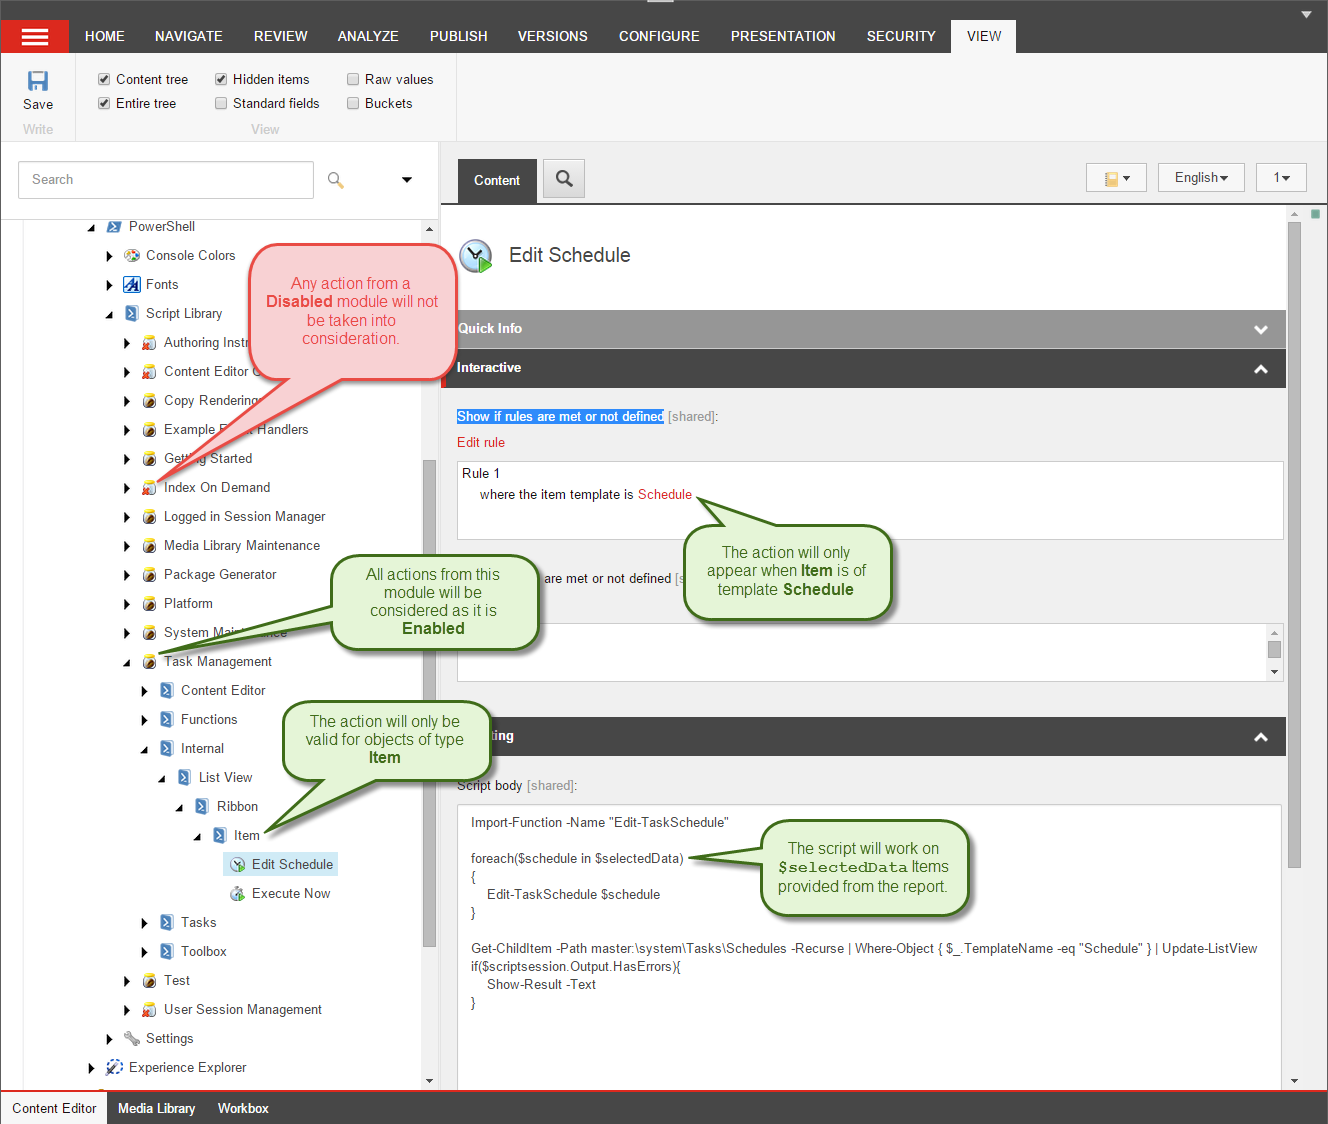 HOME NAVIGATE REVIEW ANALYZE PUBLISH VERSIONS CONFIGURE PRESENTATION SECURITY VIEW
Save
Write
Content tree Hidden items Raw values
Entire tree Standard fields Buckets
View
Search
Content
English
1
PowerShell
Console Colors
Fonts
Script Library
Authoring Inst
Content Editor
Copy Renderings
Example Handlers
Getting Started
Index On Demand
Logged in Session Manager
Media Library Maintenance
Package Generator
Platform
System Maintenance
Task Management
Content Editor
Functions
Internal
List View
Ribbon
Item
Edit Schedule
Execute Now
Tasks
Toolbox
Test
User Session Management
Settings
Experience Explorer
Any action from a
Disabled module will not
be taken into
consideration.
All actions from this
module will be
considered as it is
Enabled
The action will only be
valid for objects of type
Item
Edit Schedule
Quick Info
Interactive
Show if rules are met or not defined [shared]:
Edit rule
Rule 1
where the item template is Schedule
The action will only
appear when Item is of
template Schedule
are met or not defined [s
ting
Script body [shared]:
Import-Function -Name "Edit-TaskSchedule"
foreach($schedule in $selectedData)
{
Edit-TaskSchedule $schedule
}
The script will work on
$selectedData Items
provided from the report.
Get-ChildItem -Path master:\system\Tasks\Schedules -Recurse | Where-Object { $_.TemplateName -eq "Schedule" } | Update-ListView
if($scriptsession.Output.HasErrors){
Show-Result -Text
}
Content Editor Media Library Workbox